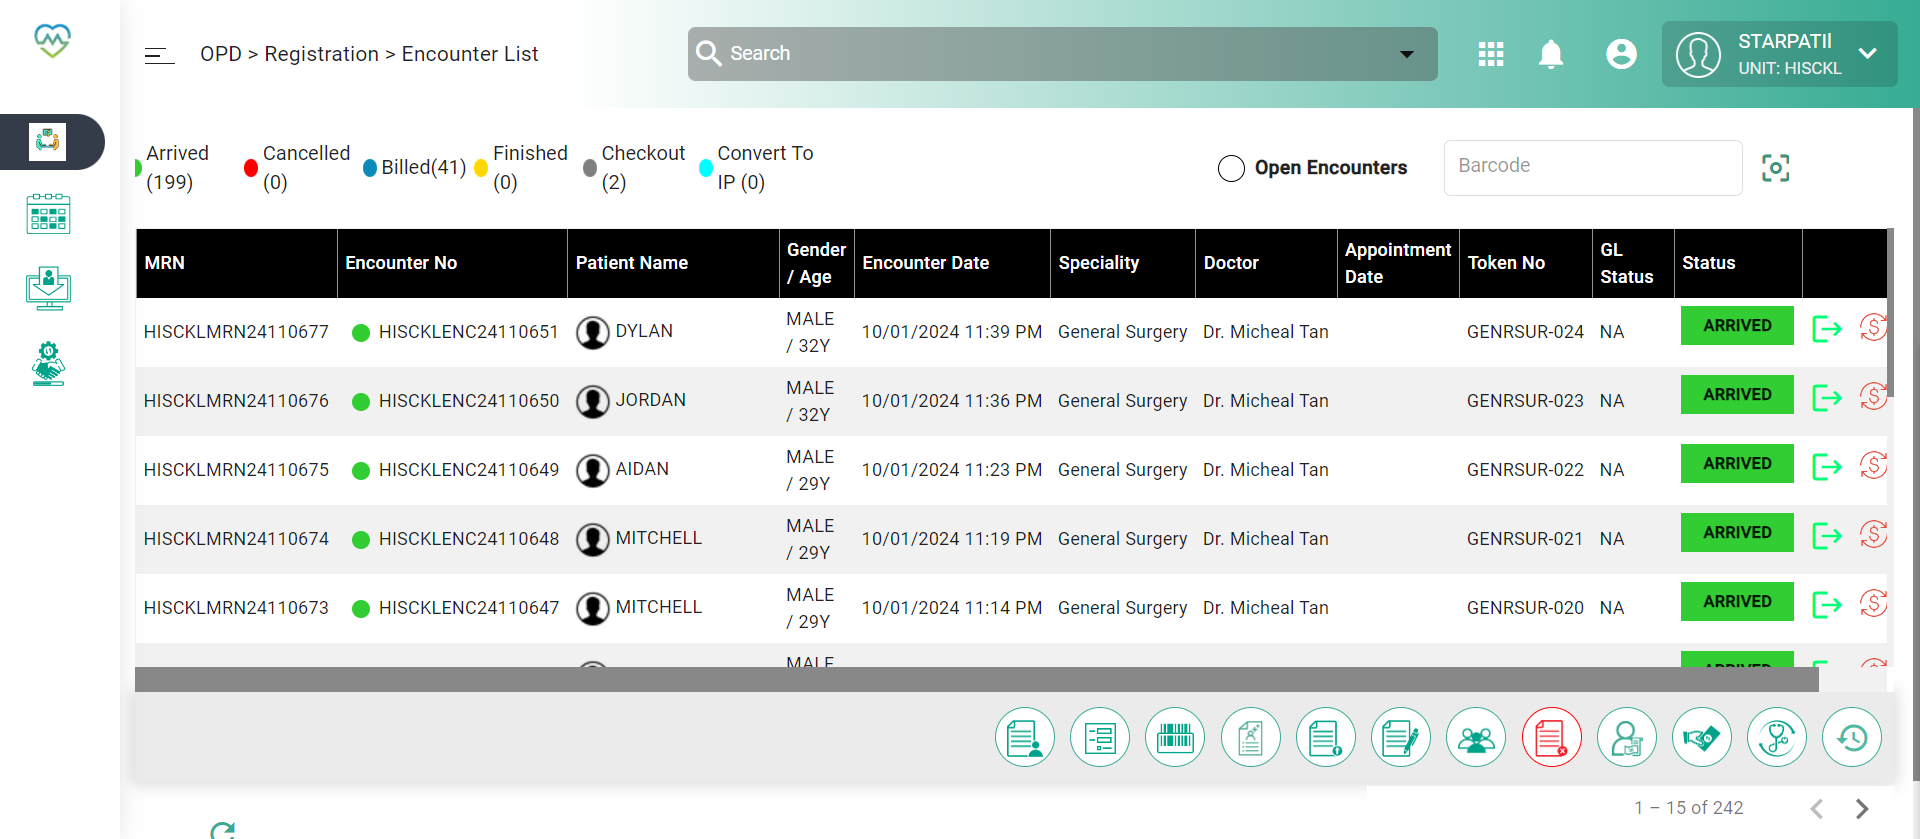 OPD > Registration > Encounter List
Search
STARPATII
UNIT: HISCKL
Arrived
(199)
Cancelled
(0)
Billed(41)
Finished
(0)
Checkout
(2)
Convert To
IP (0)
Open Encounters
Barcode
MRN Encounter No Patient Name Gender / Age Encounter Date Speciality Doctor Appointment Date Token No GL Status Status
HISCKLMRN24110677 HISCKLENC24110651 DYLAN MALE / 32Y 10/01/2024 11:39 PM General Surgery Dr. Micheal Tan GENRSUR-024 NA ARRIVED
HISCKLMRN24110676 HISCKLENC24110650 JORDAN MALE / 32Y 10/01/2024 11:36 PM General Surgery Dr. Micheal Tan GENRSUR-023 NA ARRIVED
HISCKLMRN24110675 HISCKLENC24110649 AIDAN MALE / 29Y 10/01/2024 11:23 PM General Surgery Dr. Micheal Tan GENRSUR-022 NA ARRIVED
HISCKLMRN24110674 HISCKLENC24110648 MITCHELL MALE / 29Y 10/01/2024 11:19 PM General Surgery Dr. Micheal Tan GENRSUR-021 NA ARRIVED
HISCKLMRN24110673 HISCKLENC24110647 MITCHELL MALE / 29Y 10/01/2024 11:14 PM General Surgery Dr. Micheal Tan GENRSUR-020 NA ARRIVED
MALE ARRIVED
1 – 15 of 242